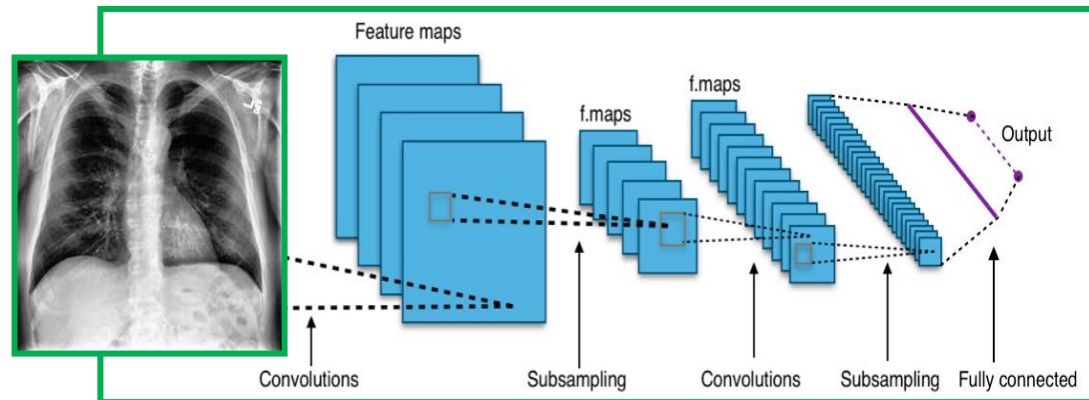 Feature maps
f.maps
f.maps
Output
Convolutions
Subsampling
Convolutions
Subsampling
Fully connected